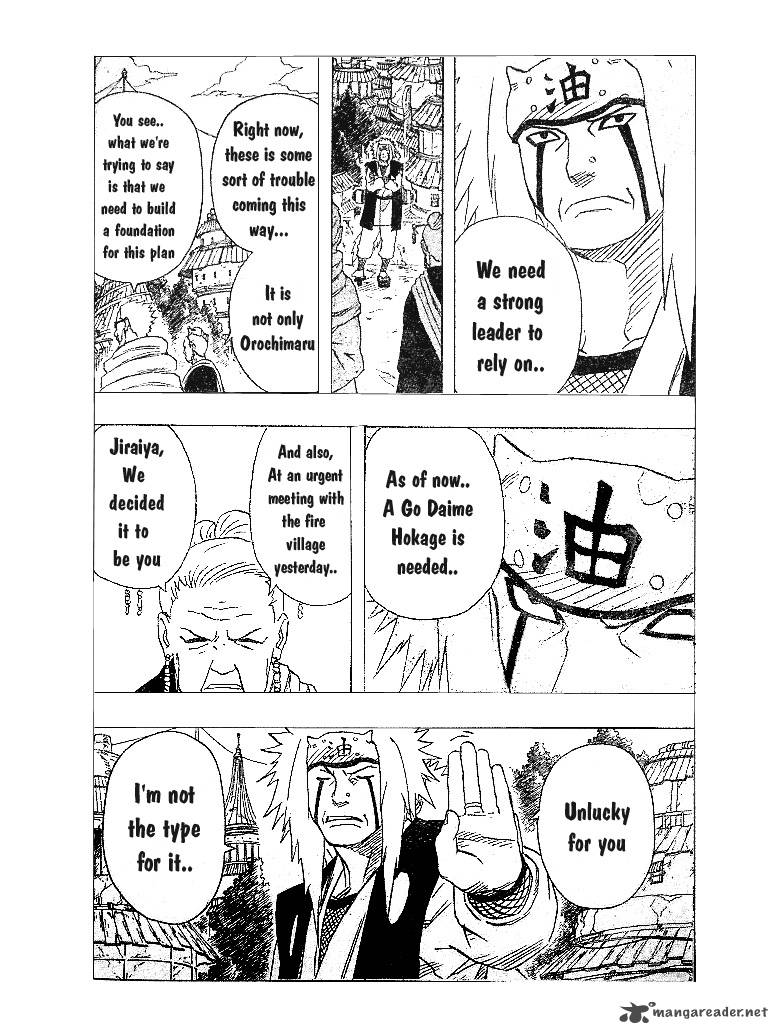 油
We need
a strong
leader to
rely on..
Right now,
these is some
sort of trouble
coming this
way...
It is
not only
Orochimaru
You see..
what we're
trying to say
is that we
need to build
a foundation
for this plan
油
As of now..
A Go Daime
Hokage is
needed..
And also,
At an urgent
meeting with
the fire
village
yesterday..
Jiraiya,
We
decided
it to
be you
油
Unlucky
for you
I'm not
the type
for it..
mangareader.net